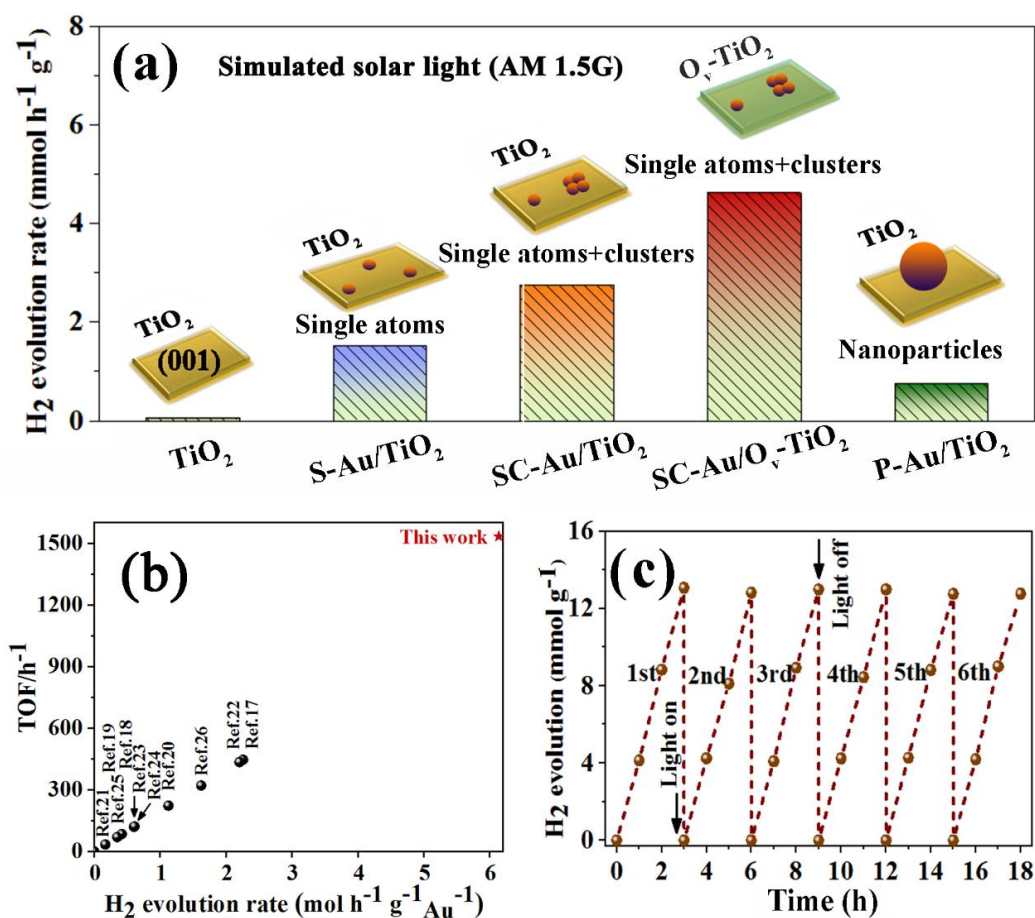 (a) Simulated solar light (AM 1.5G)
H₂ evolution rate (mmol h⁻¹ g⁻¹)
8
6
4
2
0
TiO₂
(001)
TiO₂
Single atoms
TiO₂
Single atoms+clusters
Oᵥ-TiO₂
Single atoms+clusters
TiO₂
Nanoparticles
TiO₂
S-Au/TiO₂
SC-Au/TiO₂
SC-Au/Oᵥ-TiO₂
P-Au/TiO₂
(b)
This work
TOF/h⁻¹
1500
1200
900
600
300
0
Ref.21
Ref.19
Ref.25
Ref.18
Ref.23
Ref.24
Ref.20
Ref.26
Ref.22
Ref.17
0 1 2 3 4 5 6
H₂ evolution rate (mol h⁻¹ g⁻¹Au⁻¹)
(c)
H₂ evolution (mmol g⁻¹)
16
12
8
4
0
Light on
Light off
1st 2nd 3rd 4th 5th 6th
0 2 4 6 8 10 12 14 16 18
Time (h)